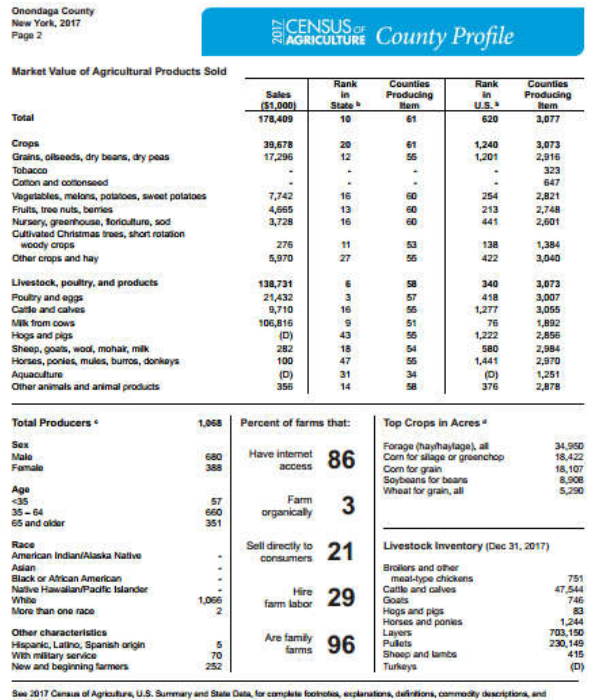 Onondaga County
New York, 2017
Page 2
2017 CENSUS OF AGRICULTURE County Profile
Market Value of Agricultural Products Sold
Sales ($1,000) Rank in State b Counties Producing Item Rank in U.S. b Counties Producing Item
Total 178,409 10 61 620 3,077
Crops 39,678 20 61 1,240 3,073
Grains, oilseeds, dry beans, dry peas 17,296 12 55 1,201 2,916
Tobacco - - - - 323
Cotton and cottonseed - - - - 647
Vegetables, melons, potatoes, sweet potatoes 7,742 16 60 254 2,821
Fruits, tree nuts, berries 4,665 13 60 213 2,748
Nursery, greenhouse, floriculture, sod 3,728 16 60 441 2,601
Cultivated Christmas trees, short rotation
woody crops 276 11 53 138 1,384
Other crops and hay 5,970 27 55 422 3,040
Livestock, poultry, and products 138,731 6 58 340 3,073
Poultry and eggs 21,432 3 57 418 3,007
Cattle and calves 9,710 16 55 1,277 3,055
Milk from cows 106,816 9 51 76 1,892
Hogs and pigs (D) 43 55 1,222 2,856
Sheep, goats, wool, mohair, milk 282 18 54 580 2,984
Horses, ponies, mules, burros, donkeys 100 47 55 1,441 2,970
Aquaculture (D) 31 34 (D) 1,251
Other animals and animal products 356 14 58 376 2,878
Total Producers c 1,068
Sex
Male 680
Female 388
Age
<35 57
35 – 64 660
65 and older 351
Race
American Indian/Alaska Native -
Asian -
Black or African American -
Native Hawaiian/Pacific Islander -
White 1,066
More than one race 2
Other characteristics
Hispanic, Latino, Spanish origin 5
With military service 70
New and beginning farmers 252
Percent of farms that:
Have internet
access 86
Farm
organically 3
Sell directly to
consumers 21
Hire
farm labor 29
Are family
farms 96
Top Crops in Acres d
Forage (hay/haylage), all 34,950
Corn for silage or greenchop 18,422
Corn for grain 18,107
Soybeans for beans 8,908
Wheat for grain, all 5,290
Livestock Inventory (Dec 31, 2017)
Broilers and other
meat-type chickens 751
Cattle and calves 47,544
Goats 746
Hogs and pigs 83
Horses and ponies 1,244
Layers 703,150
Pullets 230,149
Sheep and lambs 415
Turkeys (D)
See 2017 Census of Agriculture, U.S. Summary and State Data, for complete footnotes, explanations, definitions, commodity descriptions, and